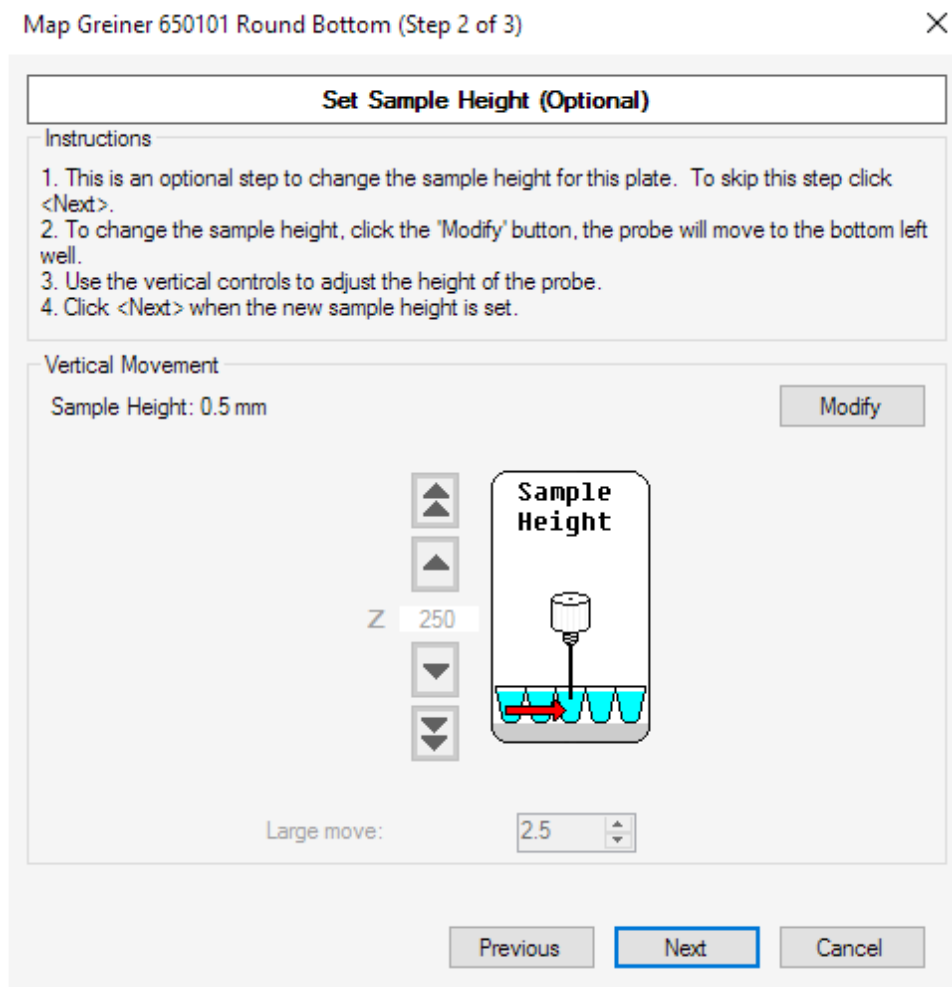 Map Greiner 650101 Round Bottom (Step 2 of 3)
Set Sample Height (Optional)
Instructions
1. This is an optional step to change the sample height for this plate.  To skip this step click
<Next>.
2. To change the sample height, click the 'Modify' button, the probe will move to the bottom left
well.
3. Use the vertical controls to adjust the height of the probe.
4. Click <Next> when the new sample height is set.
Vertical Movement
Sample Height: 0.5 mm
Modify
Sample
Height
Z 250
Large move: 2.5
Previous Next Cancel